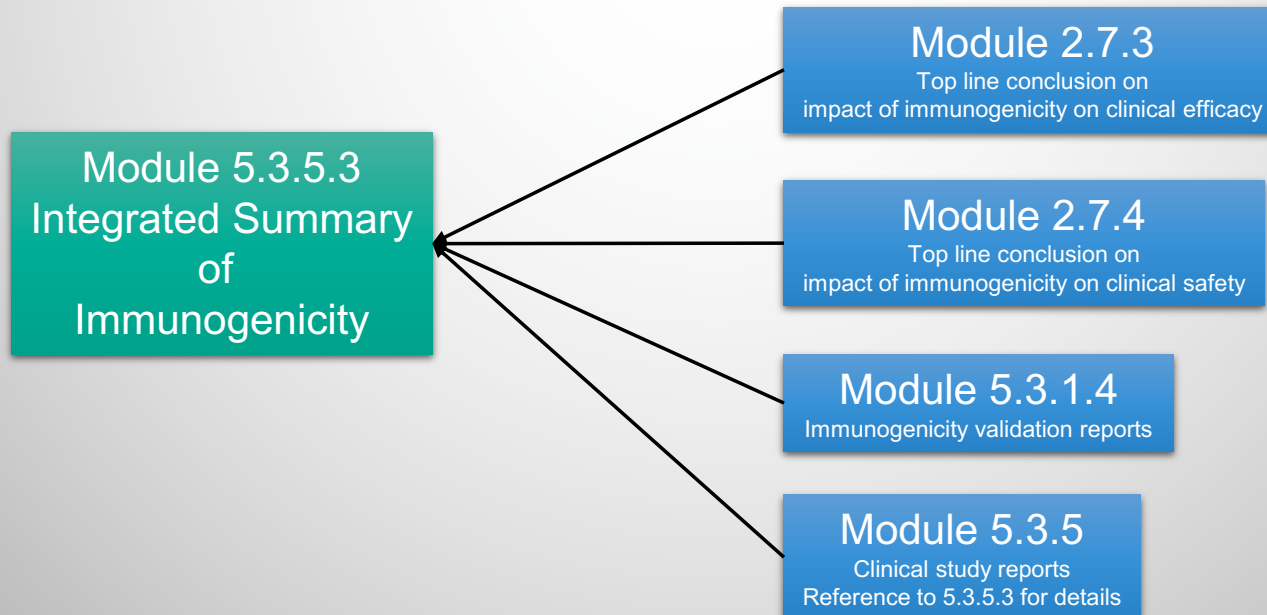 Module 5.3.5.3
Integrated Summary
of
Immunogenicity
Module 2.7.3
Top line conclusion on
impact of immunogenicity on clinical efficacy
Module 2.7.4
Top line conclusion on
impact of immunogenicity on clinical safety
Module 5.3.1.4
Immunogenicity validation reports
Module 5.3.5
Clinical study reports
Reference to 5.3.5.3 for details